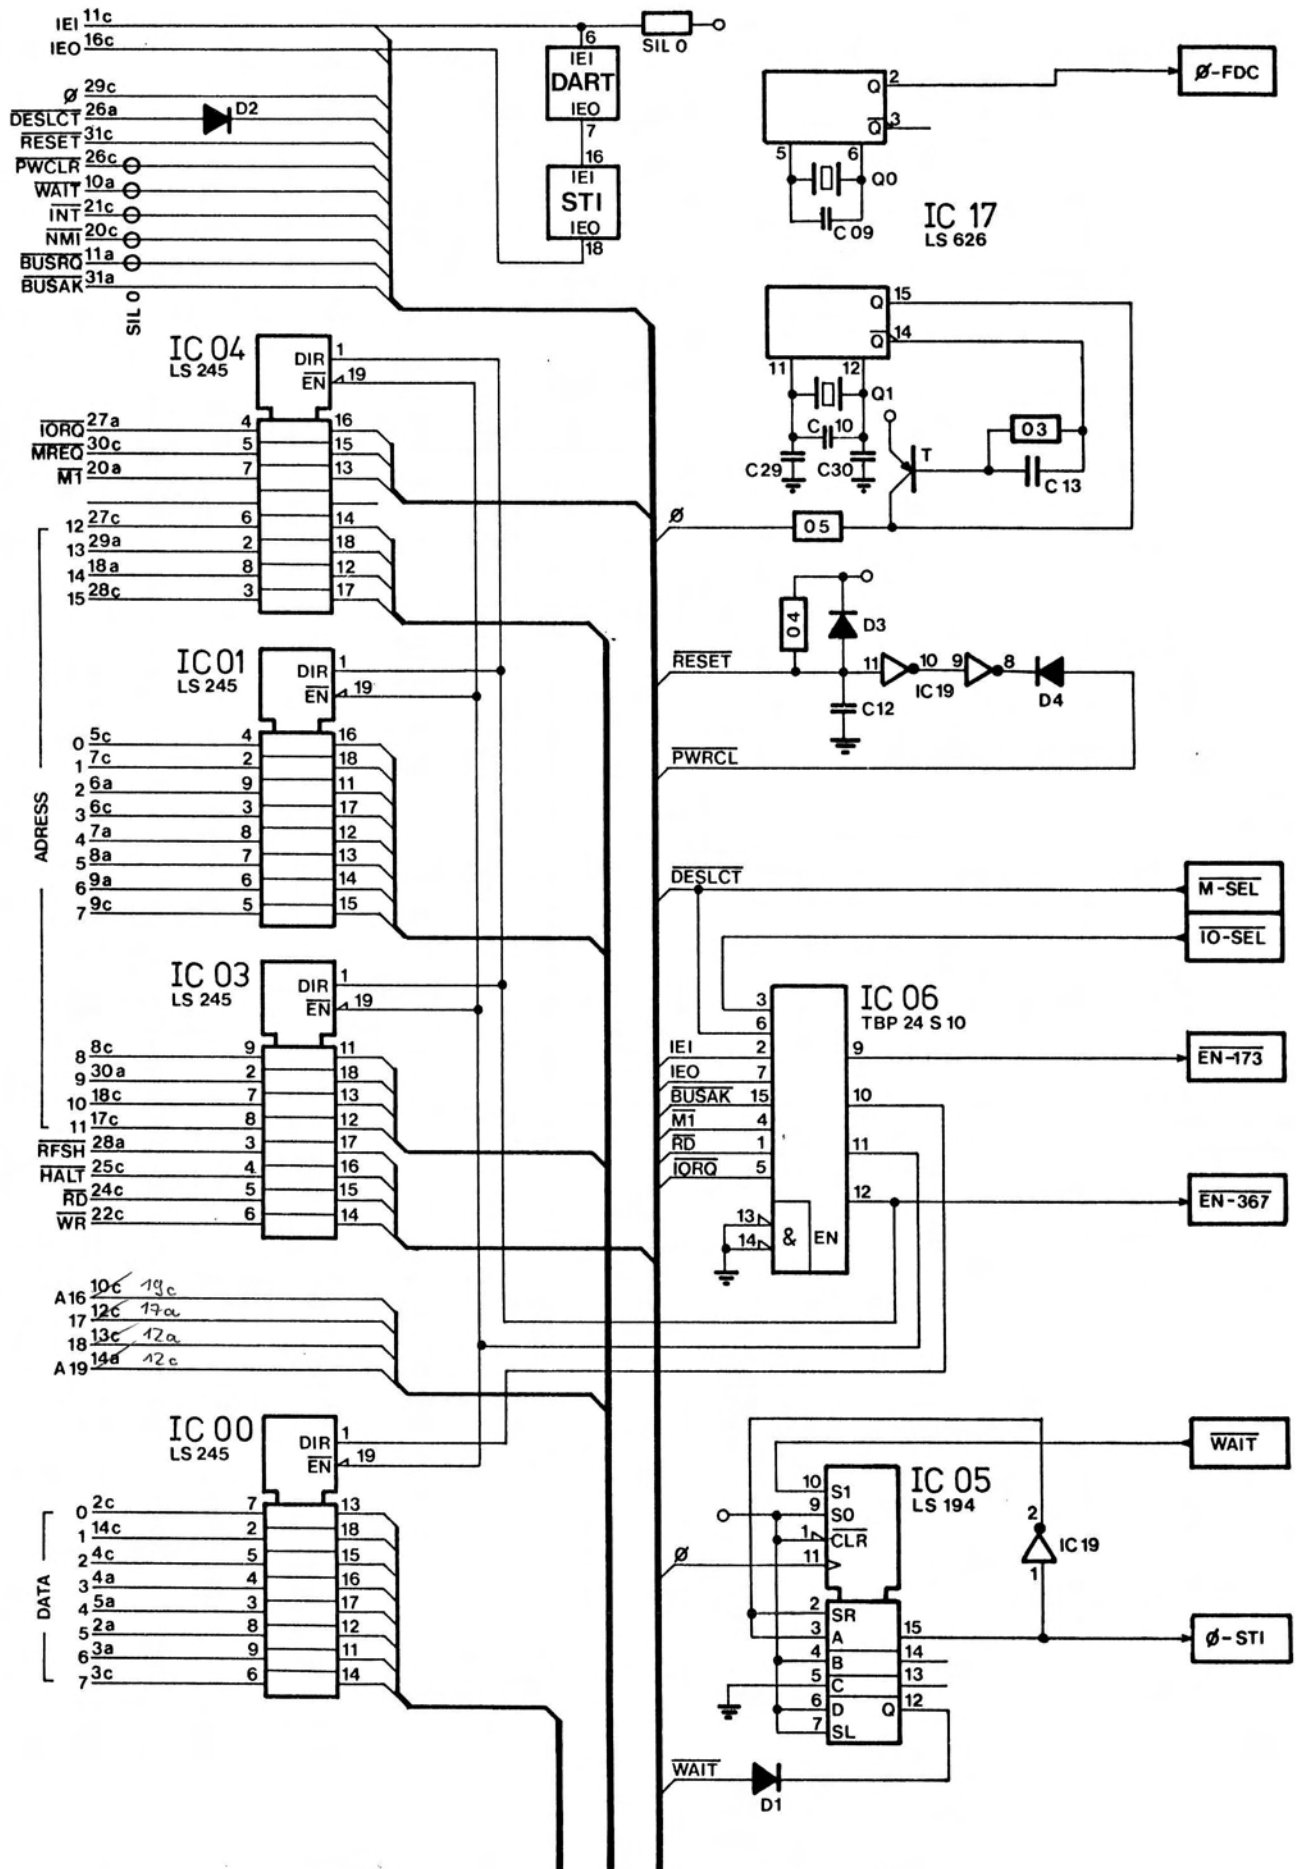 IEI 11c
IEO 16c
Ø 29c
DESLCT 26a D2
RESET 31c
PWCLR 26c
WAIT 10a
INT 21c
NMI 20c
BUSRQ 11a
BUSAK 31a
SIL 0
6
IEI
DART
IEO
7
16
IEI
STI
IEO
18
SIL 0
Q 2
Q 3
5 6
Q0
C 09
IC 17
LS 626
Ø-FDC
Q 15
Q 14
11 12
Q1
C 10
C29 C30
T
03
C 13
Ø
05
IC 04
LS 245
DIR 1
EN 19
IORQ 27a 4 16
MREQ 30c 5 15
M1 20a 7 13
12 27c 6 14
13 29a 2 18
14 18a 8 12
15 28c 3 17
ADRESS
IC 01
LS 245
DIR 1
EN 19
0 5c 4 16
1 7c 2 18
2 6a 9 11
3 6c 3 17
4 7a 8 12
5 8a 7 13
6 9a 6 14
7 9c 5 15
04
D3
RESET
11 10 9 8
IC19
D4
C12
PWRCL
IC 03
LS 245
DIR 1
EN 19
8 8c 9 11
9 30a 2 18
10 18c 7 13
11 17c 8 12
RFSH 28a 3 17
HALT 25c 4 16
RD 24c 5 15
WR 22c 6 14
DESLCT
M-SEL
IO-SEL
IC 06
TBP 24 S 10
3
6
IEI 2 9
EN-173
IEO 7
BUSAK 15 10
M1 4
RD 1 11
IORQ 5 12
EN-367
13
14 & EN
A16 10c 19c
17 12c 17a
18 13c 12a
A19 14a 12c
IC 00
LS 245
DIR 1
EN 19
0 2c 7 13
1 14c 2 18
2 4c 5 15
3 4a 4 16
4 5a 3 17
5 2a 8 12
6 3a 9 11
7 3c 6 14
DATA
WAIT
IC 05
LS 194
10 S1
9 S0
1 CLR
Ø 11
2
IC 19
1
2 SR
3 A 15
Ø-STI
4 B 14
5 C 13
6 D Q 12
7 SL
WAIT
D1